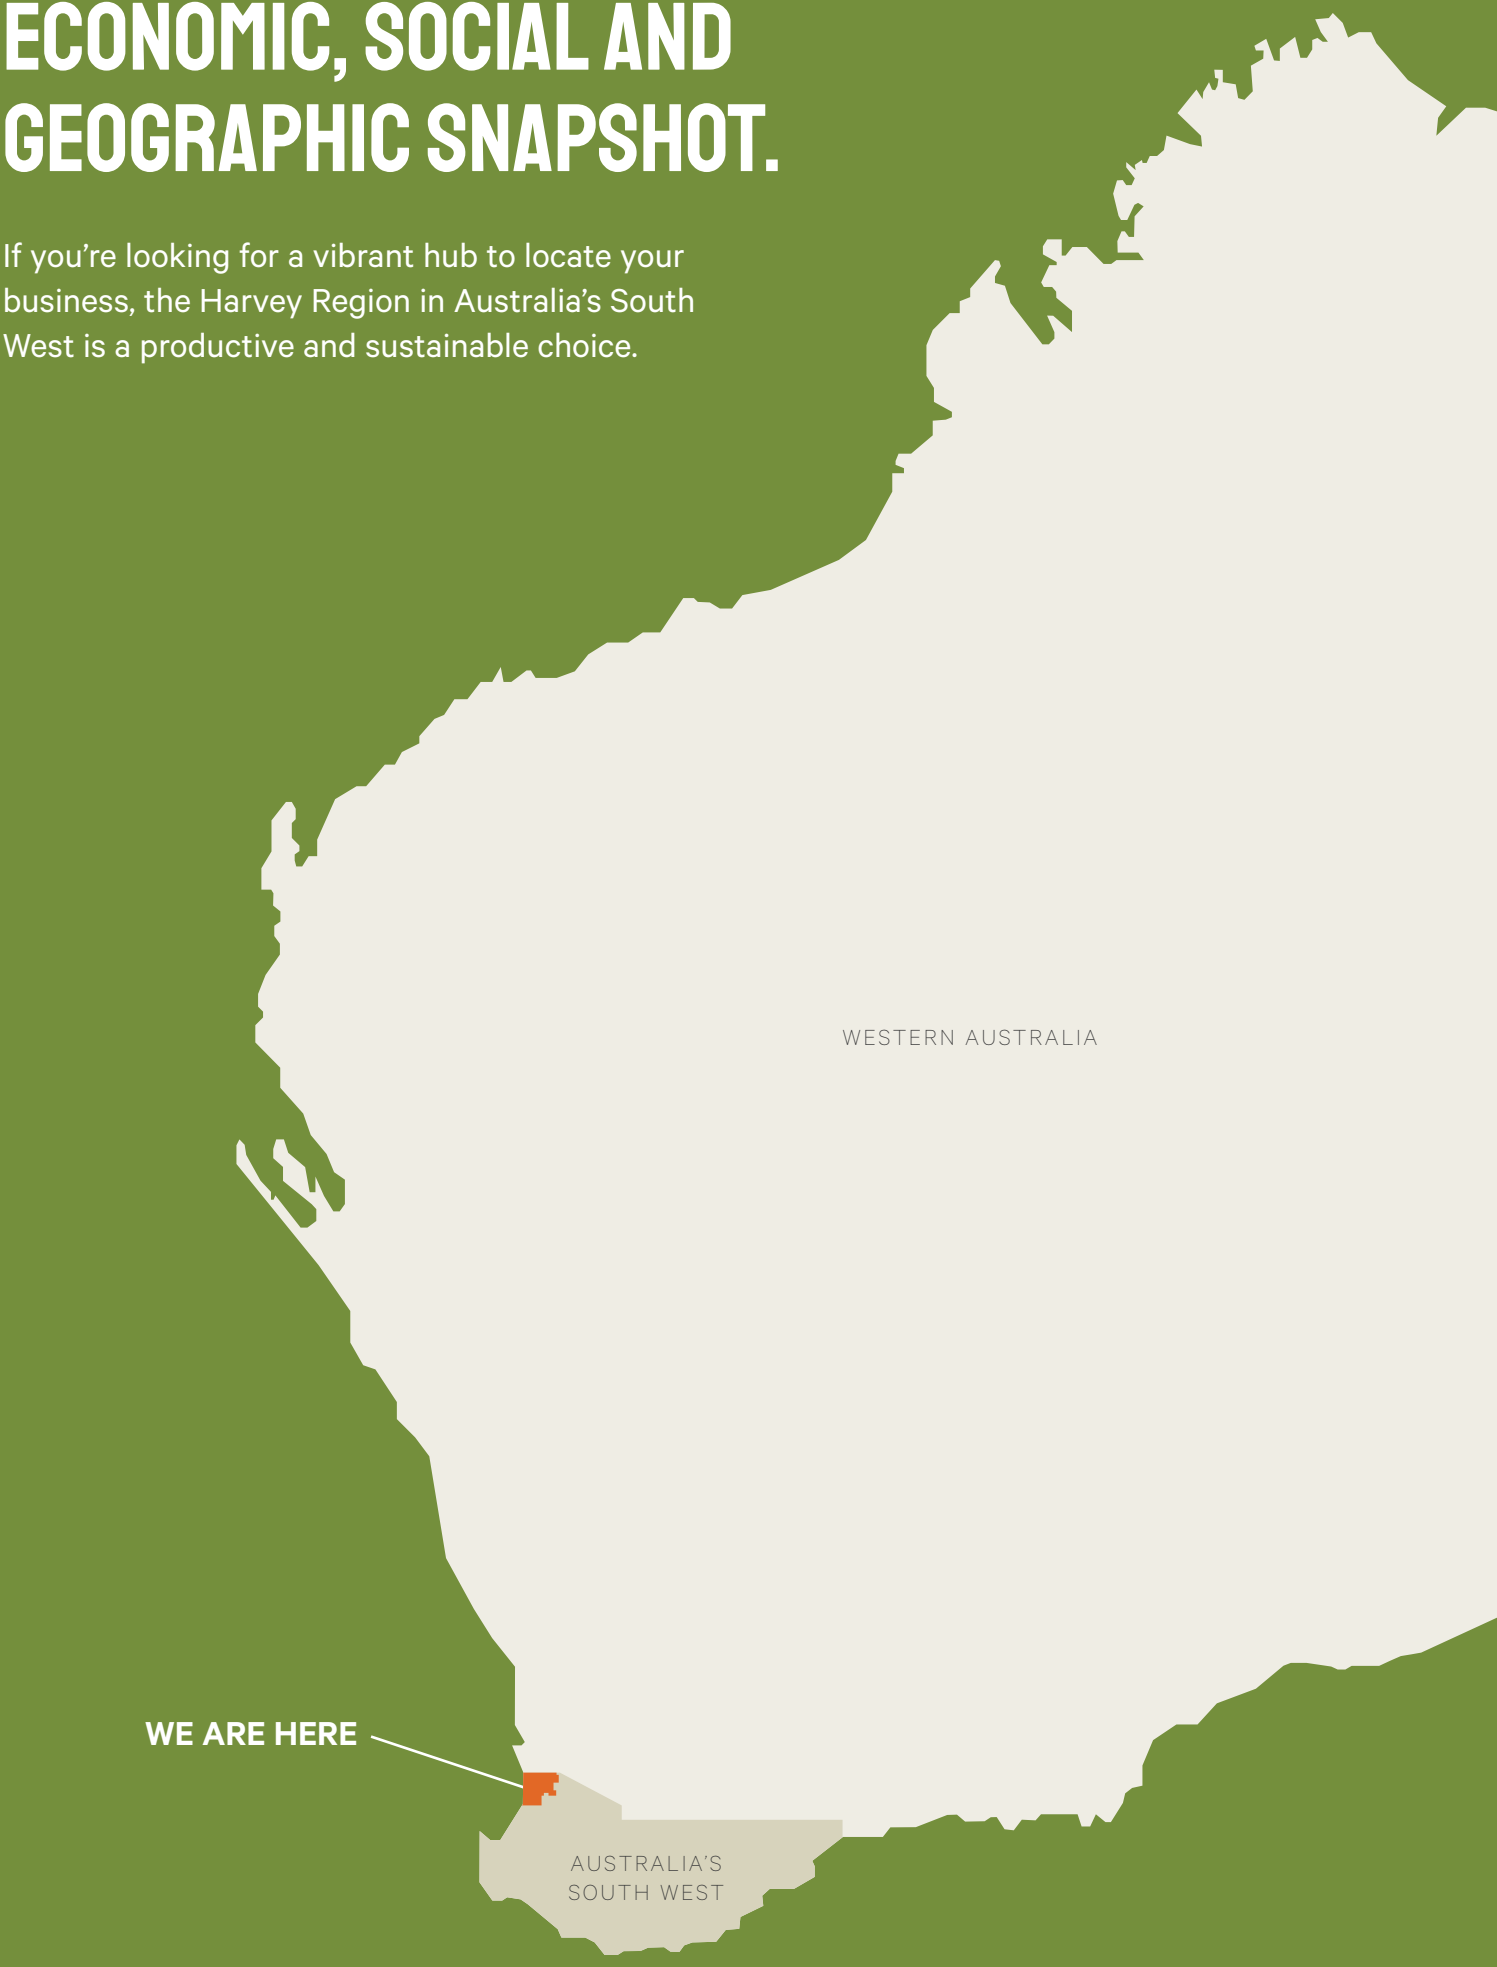 ECONOMIC, SOCIAL AND
GEOGRAPHIC SNAPSHOT.
If you’re looking for a vibrant hub to locate your
business, the Harvey Region in Australia’s South
West is a productive and sustainable choice.
WESTERN AUSTRALIA
WE ARE HERE
AUSTRALIA’S
SOUTH WEST